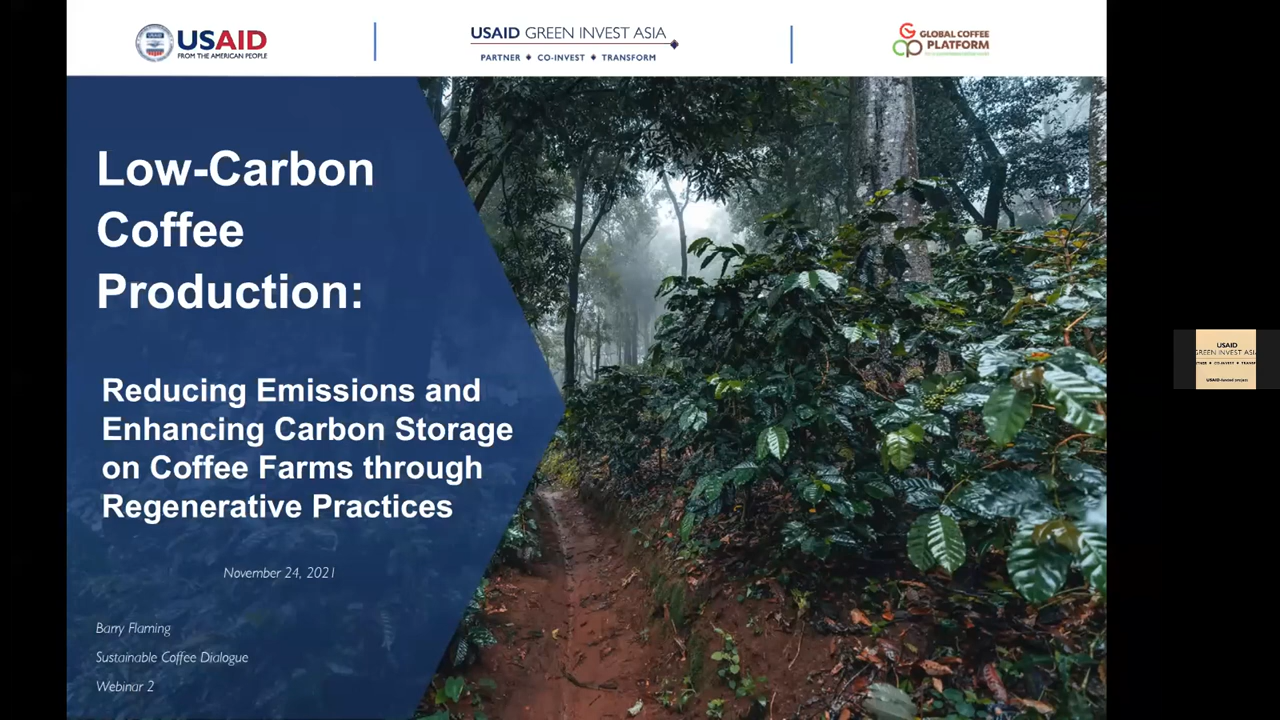 USAID
FROM THE AMERICAN PEOPLE
USAID GREEN INVEST ASIA
PARTNER ♦ CO-INVEST ♦ TRANSFORM
GLOBAL COFFEE
PLATFORM
Low-Carbon
Coffee
Production:
Reducing Emissions and
Enhancing Carbon Storage
on Coffee Farms through
Regenerative Practices
November 24, 2021
Barry Flaming
Sustainable Coffee Dialogue
Webinar 2
USAID
GREEN INVEST ASIA